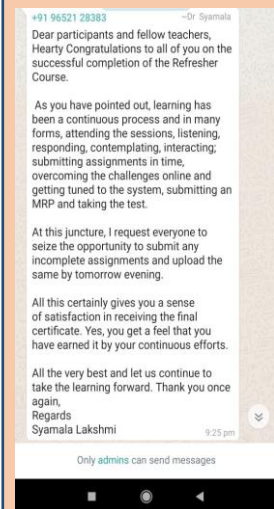 +91 96521 28383 ~Dr Syamala
Dear participants and fellow teachers,
Hearty Congratulations to all of you on the
successful completion of the Refresher
Course.
As you have pointed out, learning has
been a continuous process and in many
forms, attending the sessions, listening,
responding, contemplating, interacting;
submitting assignments in time,
overcoming the challenges online and
getting tuned to the system, submitting an
MRP and taking the test.
At this juncture, I request everyone to
seize the opportunity to submit any
incomplete assignments and upload the
same by tomorrow evening.
All this certainly gives you a sense
of satisfaction in receiving the final
certificate. Yes, you get a feel that you
have earned it by your continuous efforts.
All the very best and let us continue to
take the learning forward. Thank you once
again,
Regards
Syamala Lakshmi
9:25 pm
Only admins can send messages